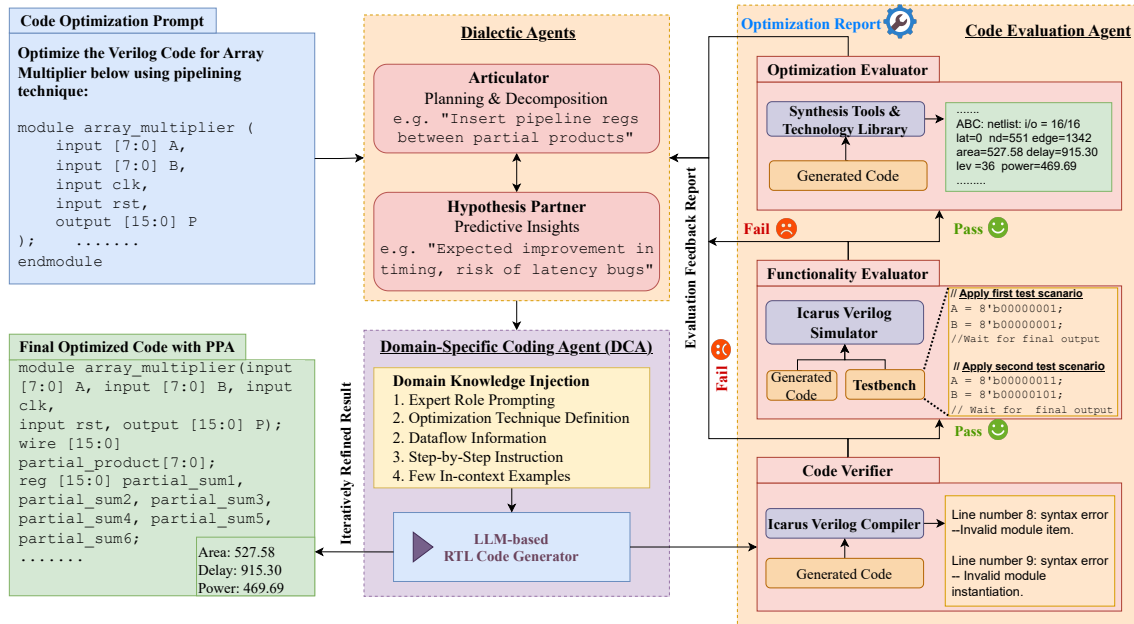 Code Optimization Prompt
Optimize the Verilog Code for Array
Multiplier below using pipelining
technique:
module array_multiplier (
input [7:0] A,
input [7:0] B,
input clk,
input rst,
output [15:0] P
); .......
endmodule
Dialectic Agents
Articulator
Planning & Decomposition
e.g. "Insert pipeline regs
between partial products"
Hypothesis Partner
Predictive Insights
e.g. "Expected improvement in
timing, risk of latency bugs"
Domain-Specific Coding Agent (DCA)
Domain Knowledge Injection
1. Expert Role Prompting
2. Optimization Technique Definition
2. Dataflow Information
3. Step-by-Step Instruction
4. Few In-context Examples
LLM-based
RTL Code Generator
Iteratively Refined Result
Final Optimized Code with PPA
module array_multiplier(input
[7:0] A, input [7:0] B, input
clk,
input rst, output [15:0] P);
wire [15:0]
partial_product[7:0];
reg [15:0] partial_sum1,
partial_sum2, partial_sum3,
partial_sum4, partial_sum5,
partial_sum6;
.......
Area: 527.58
Delay: 915.30
Power: 469.69
Evaluation Feedback Report
Optimization Report
Code Evaluation Agent
Optimization Evaluator
Synthesis Tools &
Technology Library
Generated Code
.......
ABC: netlist: i/o = 16/16
lat=0 nd=551 edge=1342
area=527.58 delay=915.30
lev =36 power=469.69
.........
Fail
Pass
Functionality Evaluator
Icarus Verilog
Simulator
Generated
Code
Testbench
// Apply first test scanario
A = 8'b00000001;
B = 8'b00000001;
//Wait for final output
// Apply second test scenario
A = 8'b00000011;
B = 8'b00000101;
// Wait for final output
Fail
Pass
Code Verifier
Icarus Verilog Compiler
Generated Code
Line number 8: syntax error
--Invalid module item.
Line number 9: syntax error
-- Invalid module
instantiation.